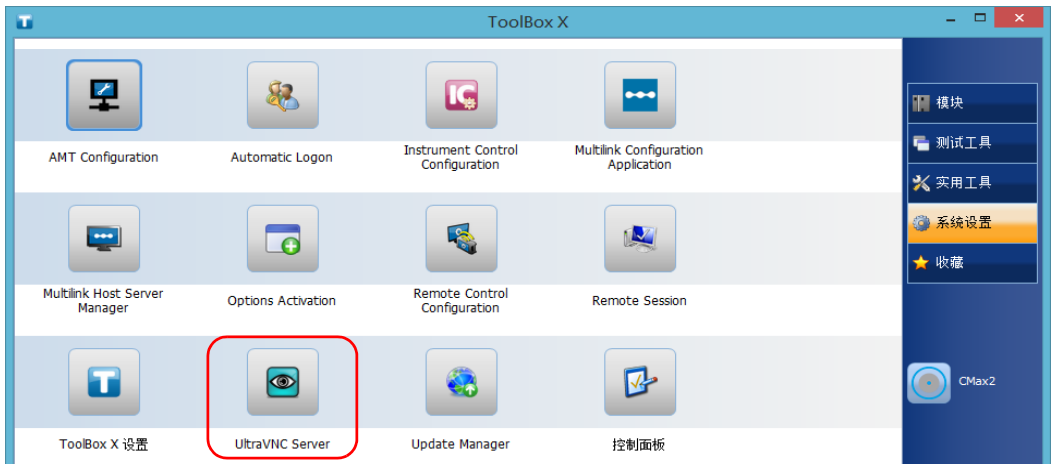 ToolBox X
AMT Configuration
Automatic Logon
Instrument Control
Configuration
Multilink Configuration
Application
Multilink Host Server
Manager
Options Activation
Remote Control
Configuration
Remote Session
ToolBox X 设置
UltraVNC Server
Update Manager
控制面板
模块
测试工具
实用工具
系统设置
收藏
CMax2